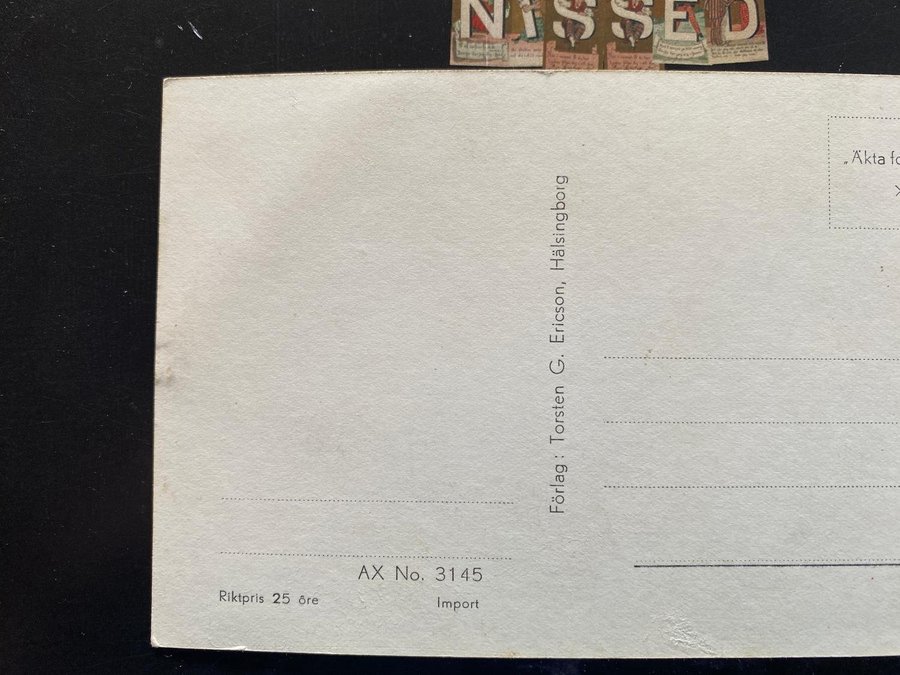 NISSED
„Äkta fo
Förlag: Torsten G. Ericson, Hälsingborg
AX No. 3145
Riktpris 25 öre
Import